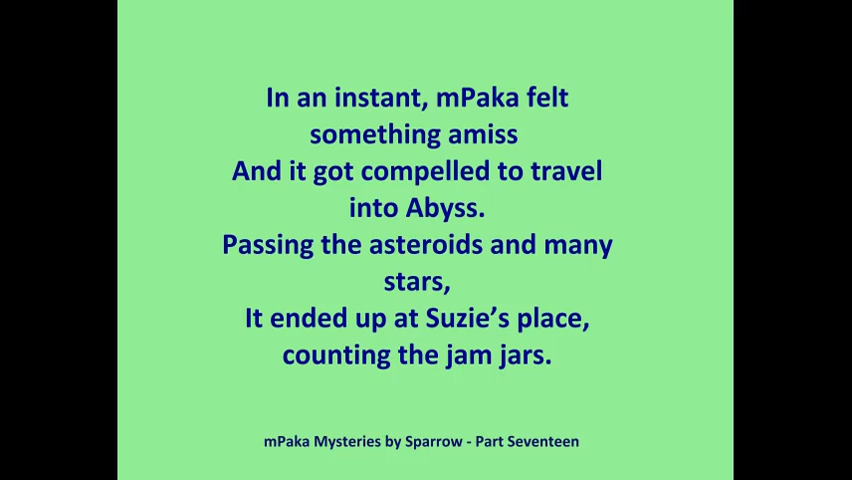 In an instant, mPaka felt
something amiss
And it got compelled to travel
into Abyss.
Passing the asteroids and many
stars,
It ended up at Suzie’s place,
counting the jam jars.
mPaka Mysteries by Sparrow - Part Seventeen